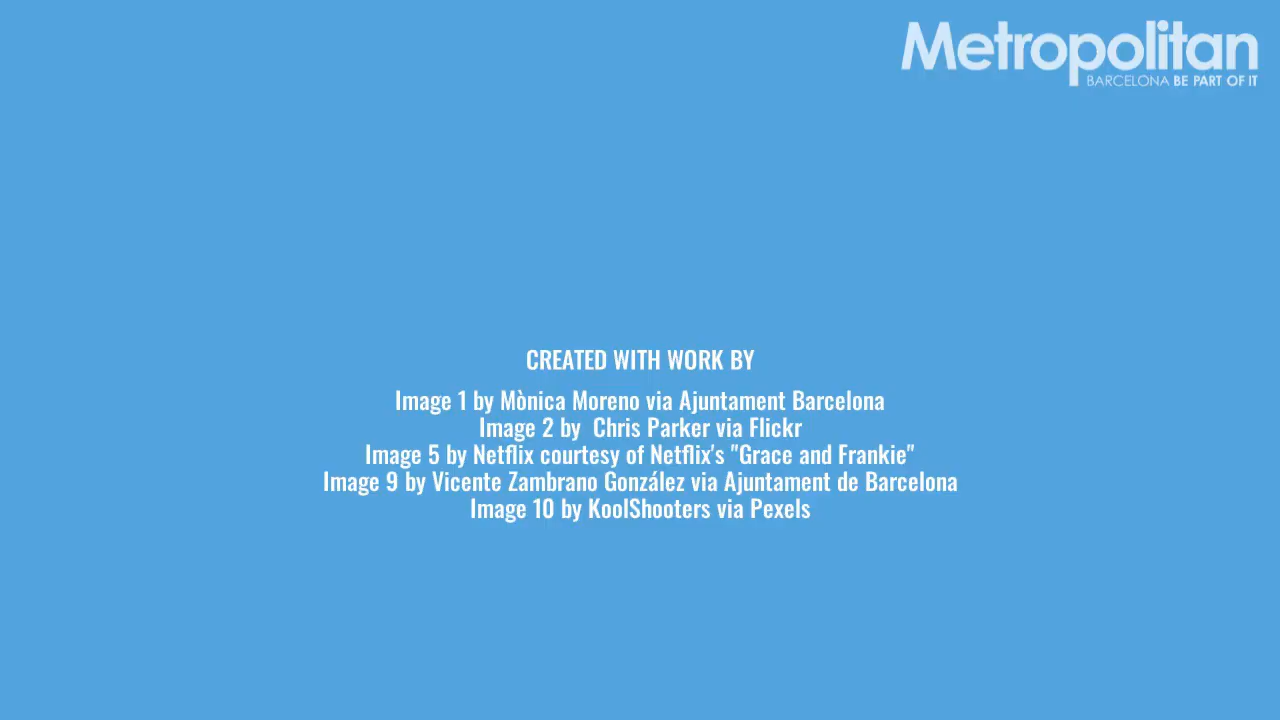 Metropolitan
BARCELONA BE PART OF IT
CREATED WITH WORK BY
Image 1 by Mònica Moreno via Ajuntament Barcelona
Image 2 by  Chris Parker via Flickr
Image 5 by Netflix courtesy of Netflix's "Grace and Frankie"
Image 9 by Vicente Zambrano González via Ajuntament de Barcelona
Image 10 by KoolShooters via Pexels